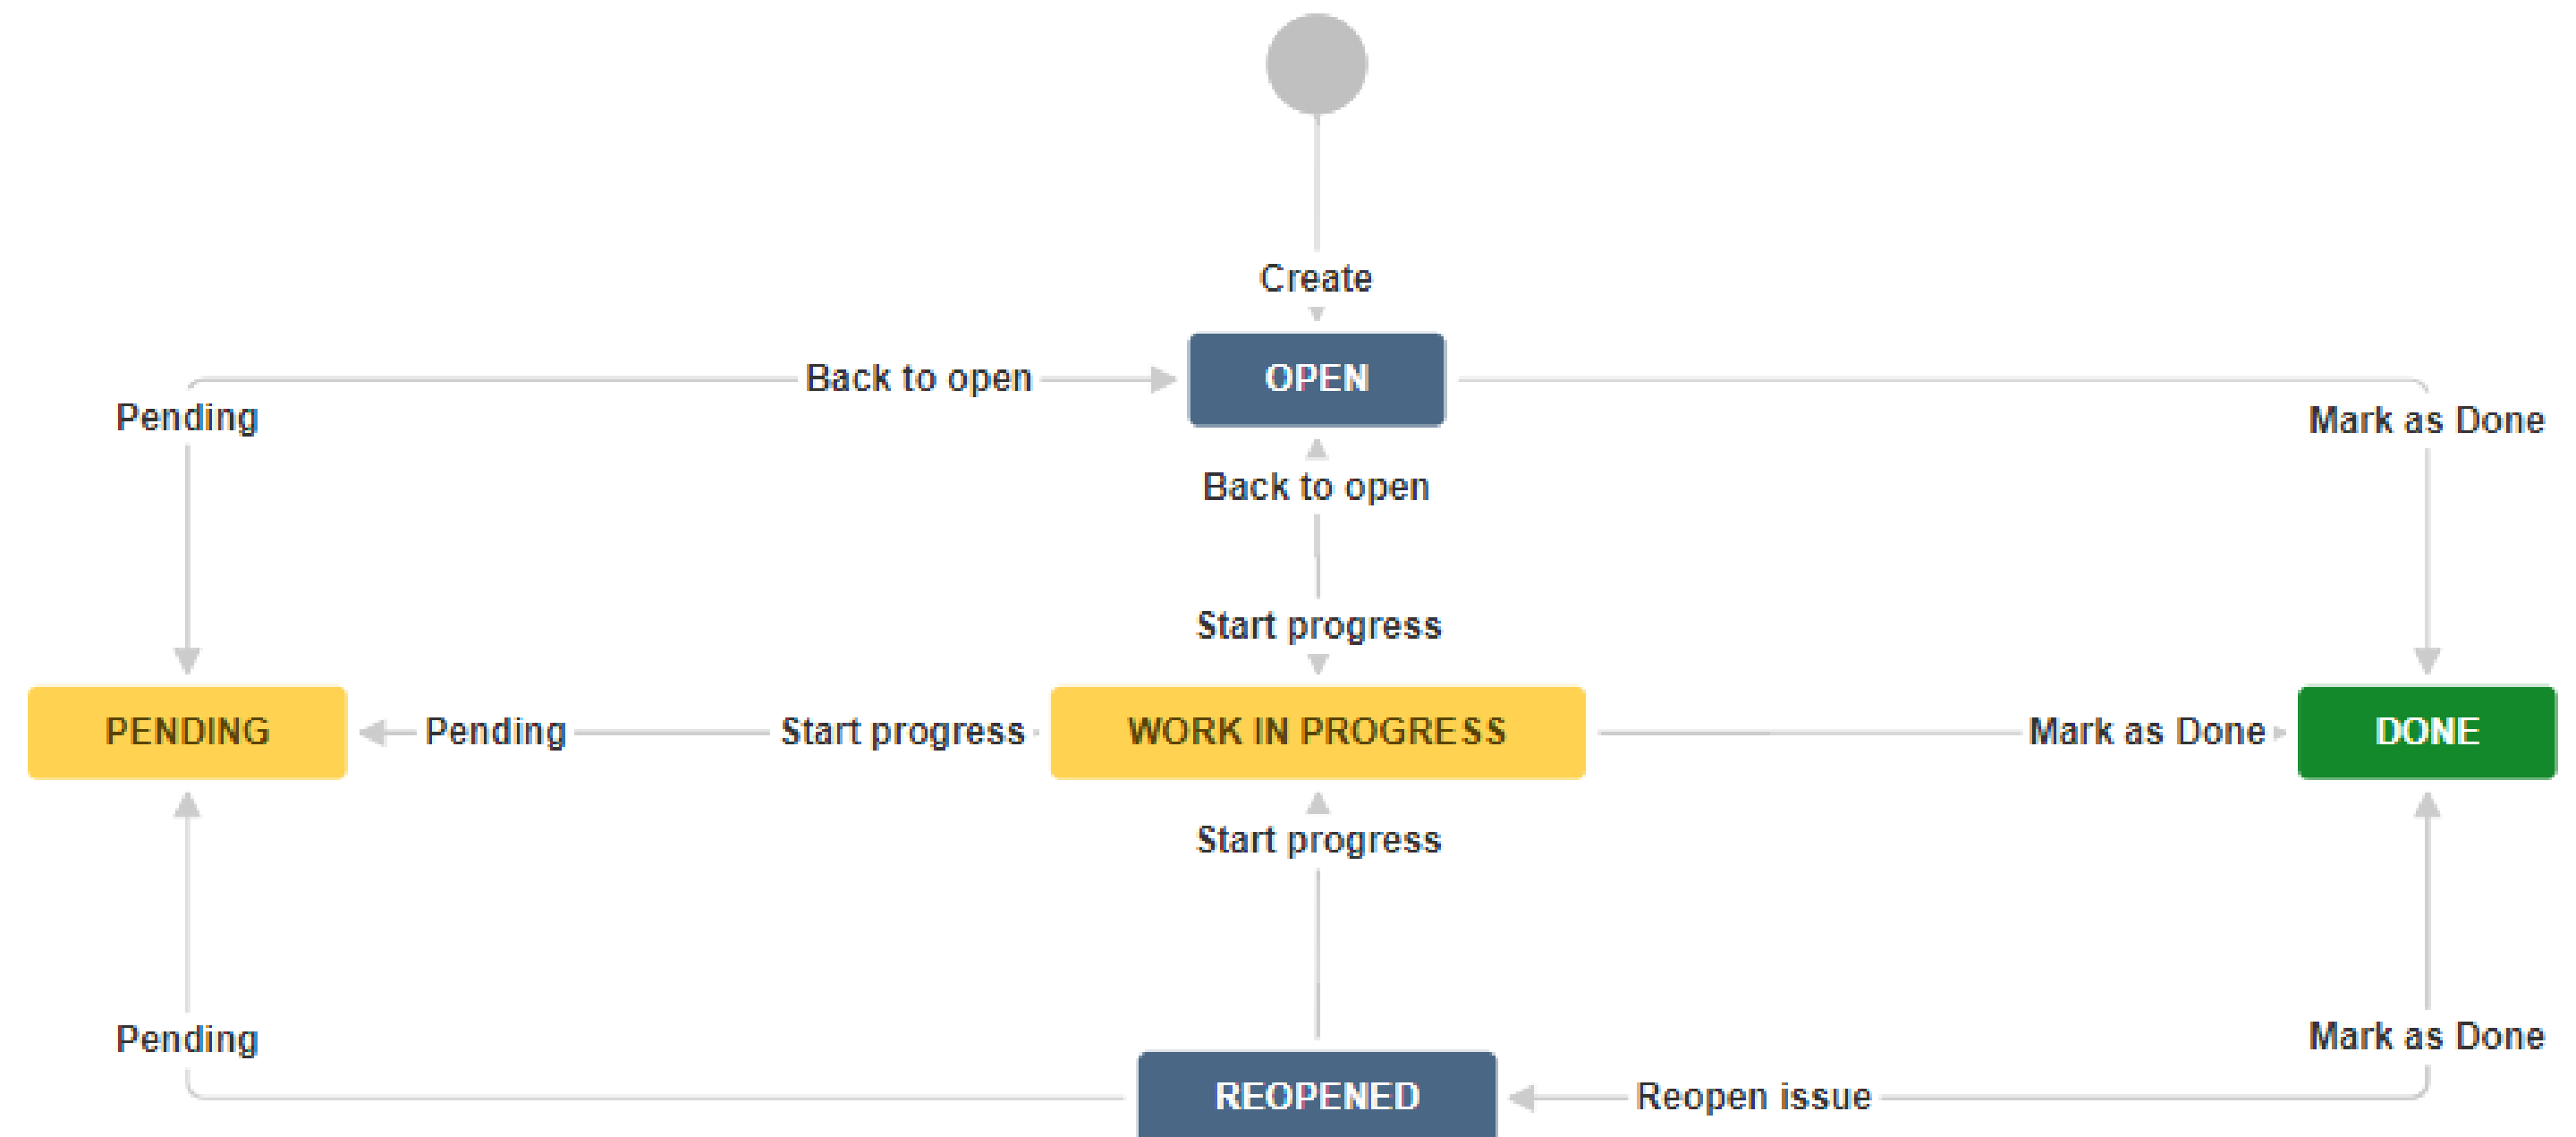 Create
Back to open
OPEN
Pending
Mark as Done
Back to open
Start progress
PENDING
Pending
Start progress
WORK IN PROGRESS
Mark as Done
DONE
Start progress
Pending
Mark as Done
REOPENED
Reopen issue